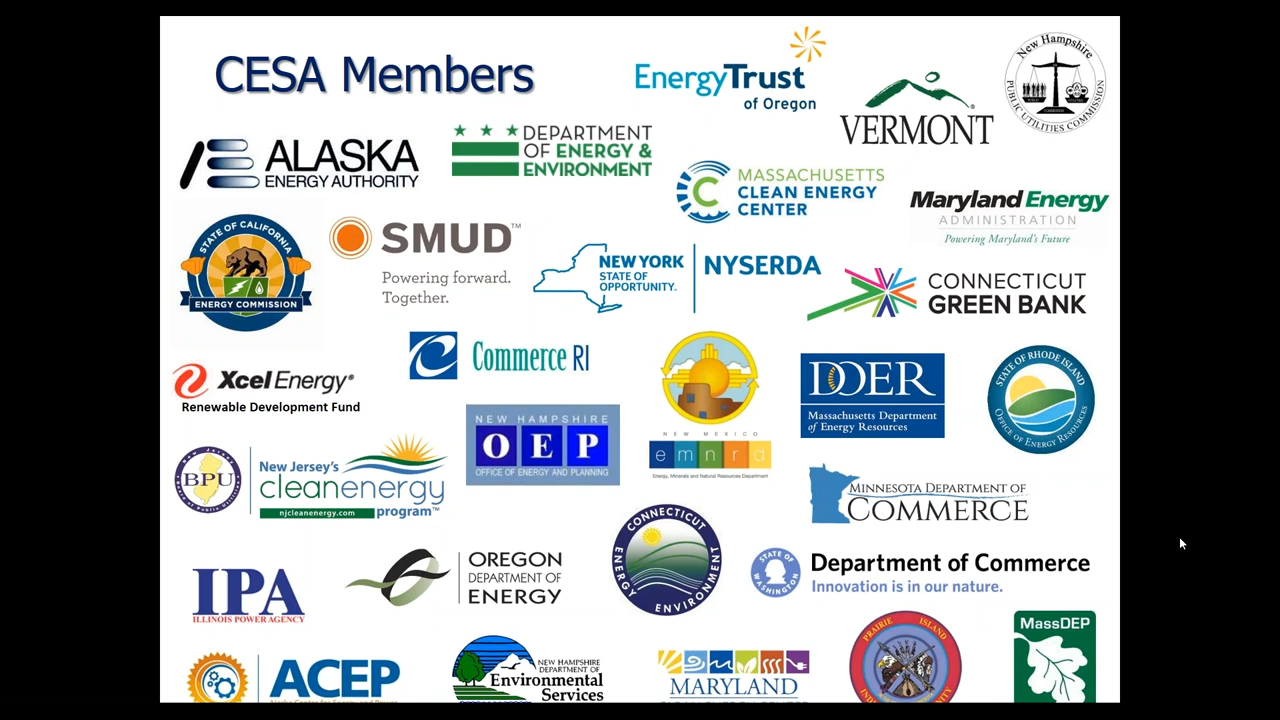 CESA Members
EnergyTrust
of Oregon
VERMONT
New Hampshire
PUBLIC UTILITIES COMMISSION
ALASKA
ENERGY AUTHORITY
DEPARTMENT
OF ENERGY &
ENVIRONMENT
MASSACHUSETTS
CLEAN ENERGY
CENTER
Maryland Energy
ADMINISTRATION
Powering Maryland's Future
STATE OF CALIFORNIA
ENERGY COMMISSION
SMUD™
Powering forward.
Together.
NEW YORK
STATE OF
OPPORTUNITY.
NYSERDA
CONNECTICUT
GREEN BANK
Commerce RI
Xcel Energy®
Renewable Development Fund
NEW HAMPSHIRE
OEP
OFFICE OF ENERGY AND PLANNING
NEW MEXICO
emnrd
Energy, Minerals and Natural Resources Department
DOER
Massachusetts Department
of Energy Resources
STATE OF RHODE ISLAND
OFFICE OF ENERGY RESOURCES
New Jersey
BPU
New Jersey's
cleanenergy
njcleanenergy.com
program™
MINNESOTA DEPARTMENT OF
COMMERCE
IPA
ILLINOIS POWER AGENCY
OREGON
DEPARTMENT OF
ENERGY
CONNECTICUT
ENERGY ENVIRONMENT
STATE OF
WASHINGTON
Department of Commerce
Innovation is in our nature.
ACEP
NEW HAMPSHIRE
DEPARTMENT OF
Environmental
Services
MARYLAND
PRAIRIE ISLAND
MassDEP